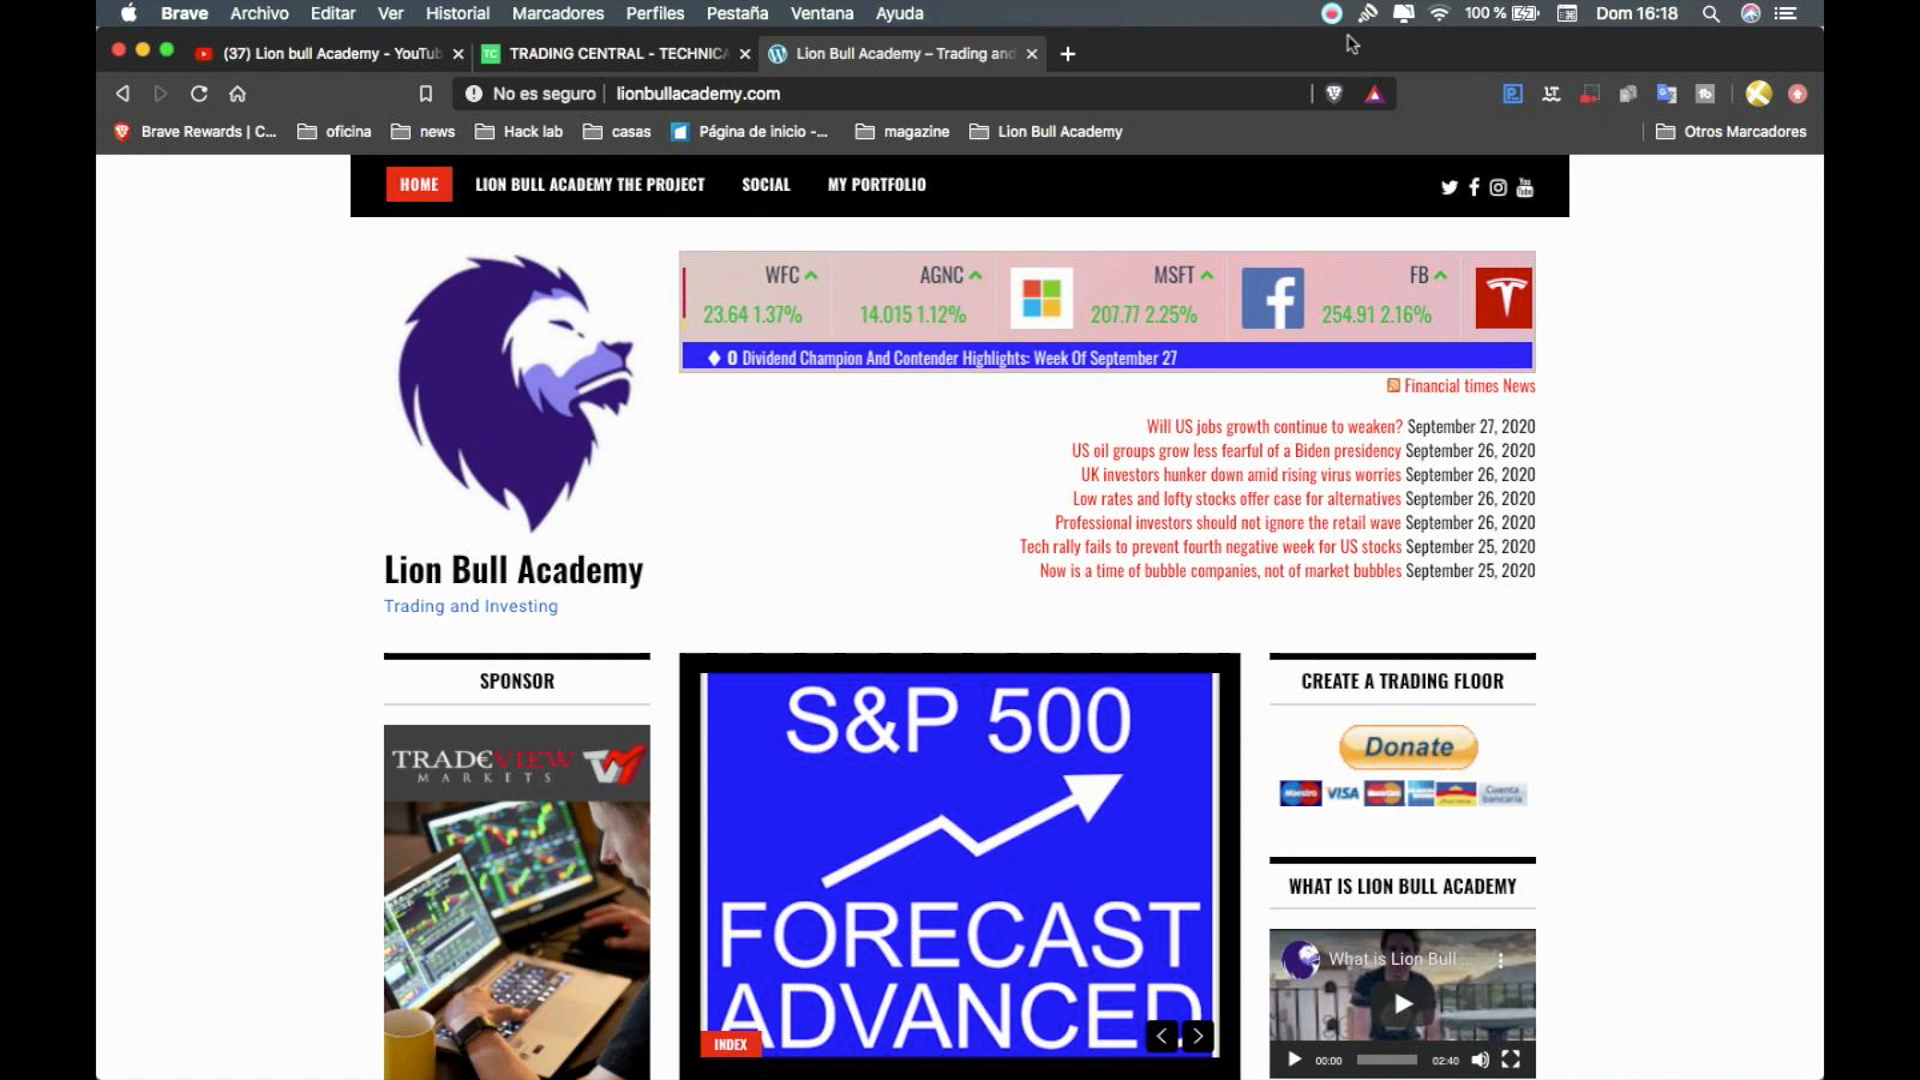 Brave Archivo Editar Ver Historial Marcadores Perfiles Pestaña Ventana Ayuda 100 % Dom 16:18
(37) Lion bull Academy - YouTub TRADING CENTRAL - TECHNICA Lion Bull Academy – Trading and
No es seguro lionbullacademy.com
Brave Rewards | C... oficina news Hack lab casas Página de inicio -... magazine Lion Bull Academy Otros Marcadores
HOME LION BULL ACADEMY THE PROJECT SOCIAL MY PORTFOLIO
WFC AGNC MSFT FB
23.64 1.37% 14.015 1.12% 207.77 2.25% 254.91 2.16%
0 Dividend Champion And Contender Highlights: Week Of September 27
Financial times News
Will US jobs growth continue to weaken? September 27, 2020
US oil groups grow less fearful of a Biden presidency September 26, 2020
UK investors hunker down amid rising virus worries September 26, 2020
Low rates and lofty stocks offer case for alternatives September 26, 2020
Professional investors should not ignore the retail wave September 26, 2020
Tech rally fails to prevent fourth negative week for US stocks September 25, 2020
Now is a time of bubble companies, not of market bubbles September 25, 2020
Lion Bull Academy
Trading and Investing
SPONSOR
TRADEVIEW
MARKETS
S&P 500
FORECAST
ADVANCED
INDEX
CREATE A TRADING FLOOR
Donate
Maestro VISA MasterCard Cuenta bancaria
WHAT IS LION BULL ACADEMY
What is Lion Bull ...
00:00 02:40